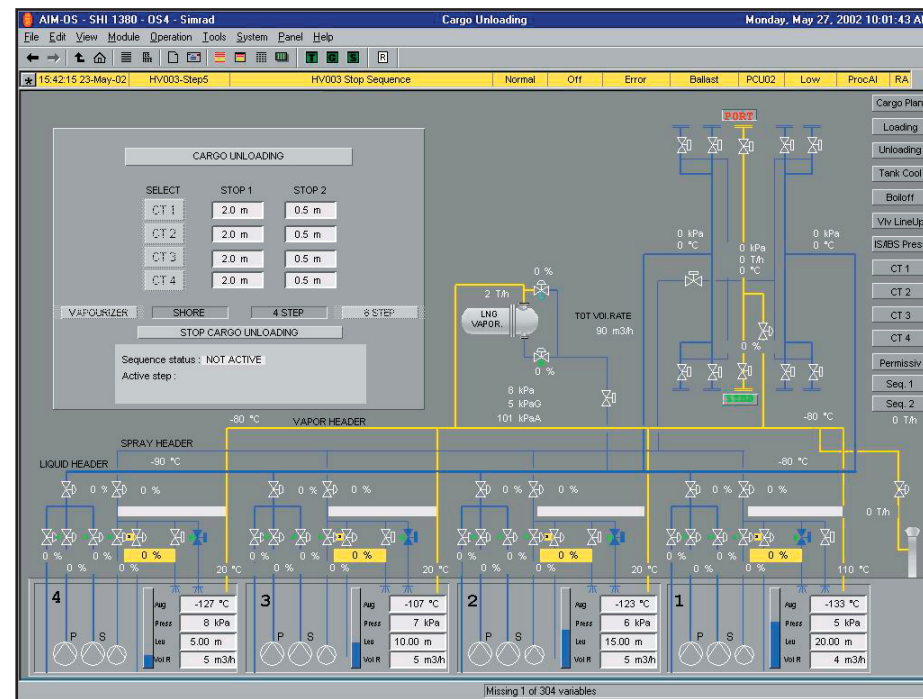 AIM-OS - SHI 1380 - OS4 - Simrad Cargo Unloading Monday, May 27, 2002 10:01:43 AM
File Edit View Module Operation Tools System Panel Help
T C S R
* 15:42:15 23-May-02 HV003-Step5 HV003 Stop Sequence Normal Off Error Ballast PCU02 Low ProcAl RA
Cargo Plan
Loading
Unloading
Tank Cool
Boiloff
Vlv LineUp
IS/IBS Press
CT 1
CT 2
CT 3
CT 4
Permissiv
Seq. 1
Seq. 2
0 T/h
CARGO UNLOADING
SELECT STOP 1 STOP 2
CT 1 2.0 m 0.5 m
CT 2 2.0 m 0.5 m
CT 3 2.0 m 0.5 m
CT 4 2.0 m 0.5 m
VAPOURIZER SHORE 4 STEP 8 STEP
STOP CARGO UNLOADING
Sequence status : NOT ACTIVE
Active step :
PORT
0 kPa
0 °C
0 kPa
0 T/h
0 °C
0 kPa
0 °C
0 %
0 %
2 T/h
LNG
VAPOR.
TOT VOl.RATE
90 m3/h
0 %
8 kPa
5 kPaG
101 kPaA
-80 °C VAPOR HEADER -80 °C
SPRAY HEADER
LIQUID HEADER -90 °C -80 °C
0 % 0 % 0 % 0 % 0 % 0 % 0 % 0 %
0 T/h
0 % 0 % 0 % 0 % 0 % 0 % 0 % 0 %
0 % 0 % 0 % 0 %
0 % 0 % 20 °C 0 % 0 % 20 °C 0 % 0 % 20 °C 0 % 0 % 110 °C
4 P S
Aug -127 °C
Press 8 kPa
Leu 5.00 m
Vol R 5 m3/h
3 P S
Aug -107 °C
Press 7 kPa
Leu 10.00 m
Vol R 5 m3/h
2 P S
Aug -123 °C
Press 6 kPa
Leu 15.00 m
Vol R 5 m3/h
1 P S
Aug -133 °C
Press 5 kPa
Leu 20.00 m
Vol R 4 m3/h
Missing 1 of 304 variables